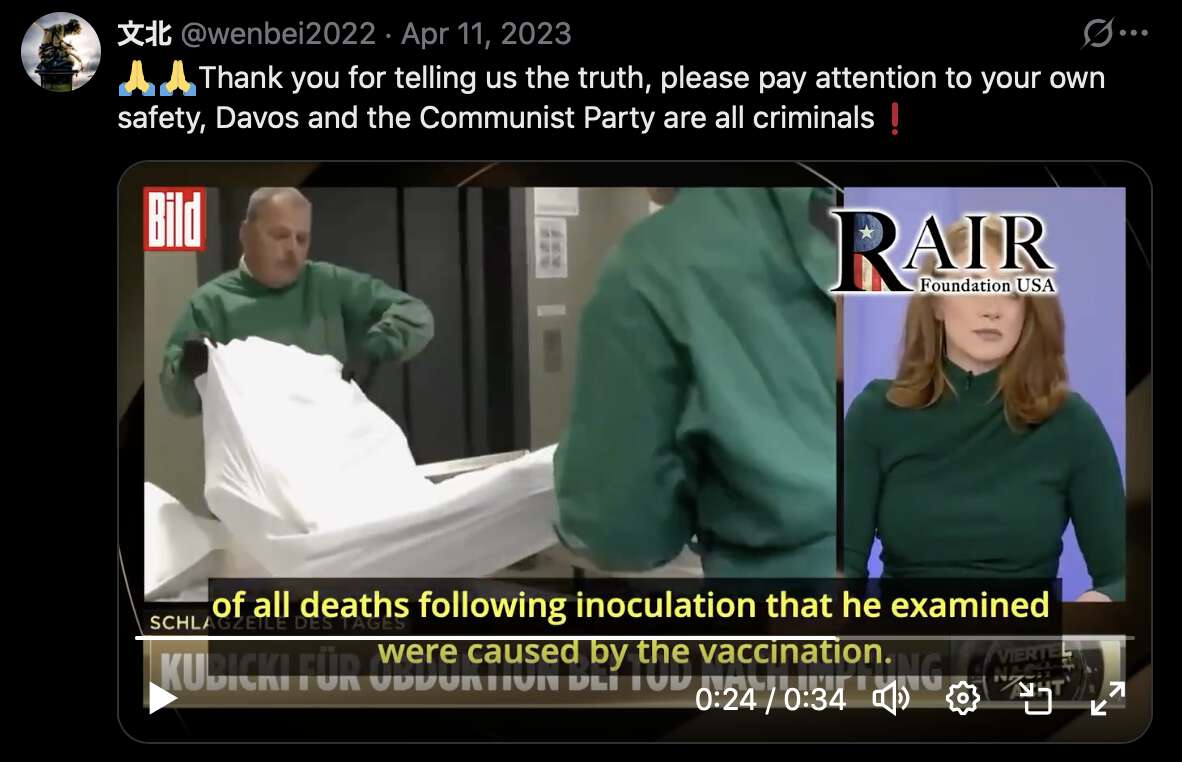 文北 @wenbei2022 · Apr 11, 2023
🙏🙏Thank you for telling us the truth, please pay attention to your own
safety, Davos and the Communist Party are all criminals❗
Bild
RAIR
Foundation USA
of all deaths following inoculation that he examined
SCHLAGZEILE DES TAGES
were caused by the vaccination.
KUBICKI FÜR OBDUKTION BEI TOD NACH IMPFUNG
VIERTEL
NACH ACHT
0:24 / 0:34